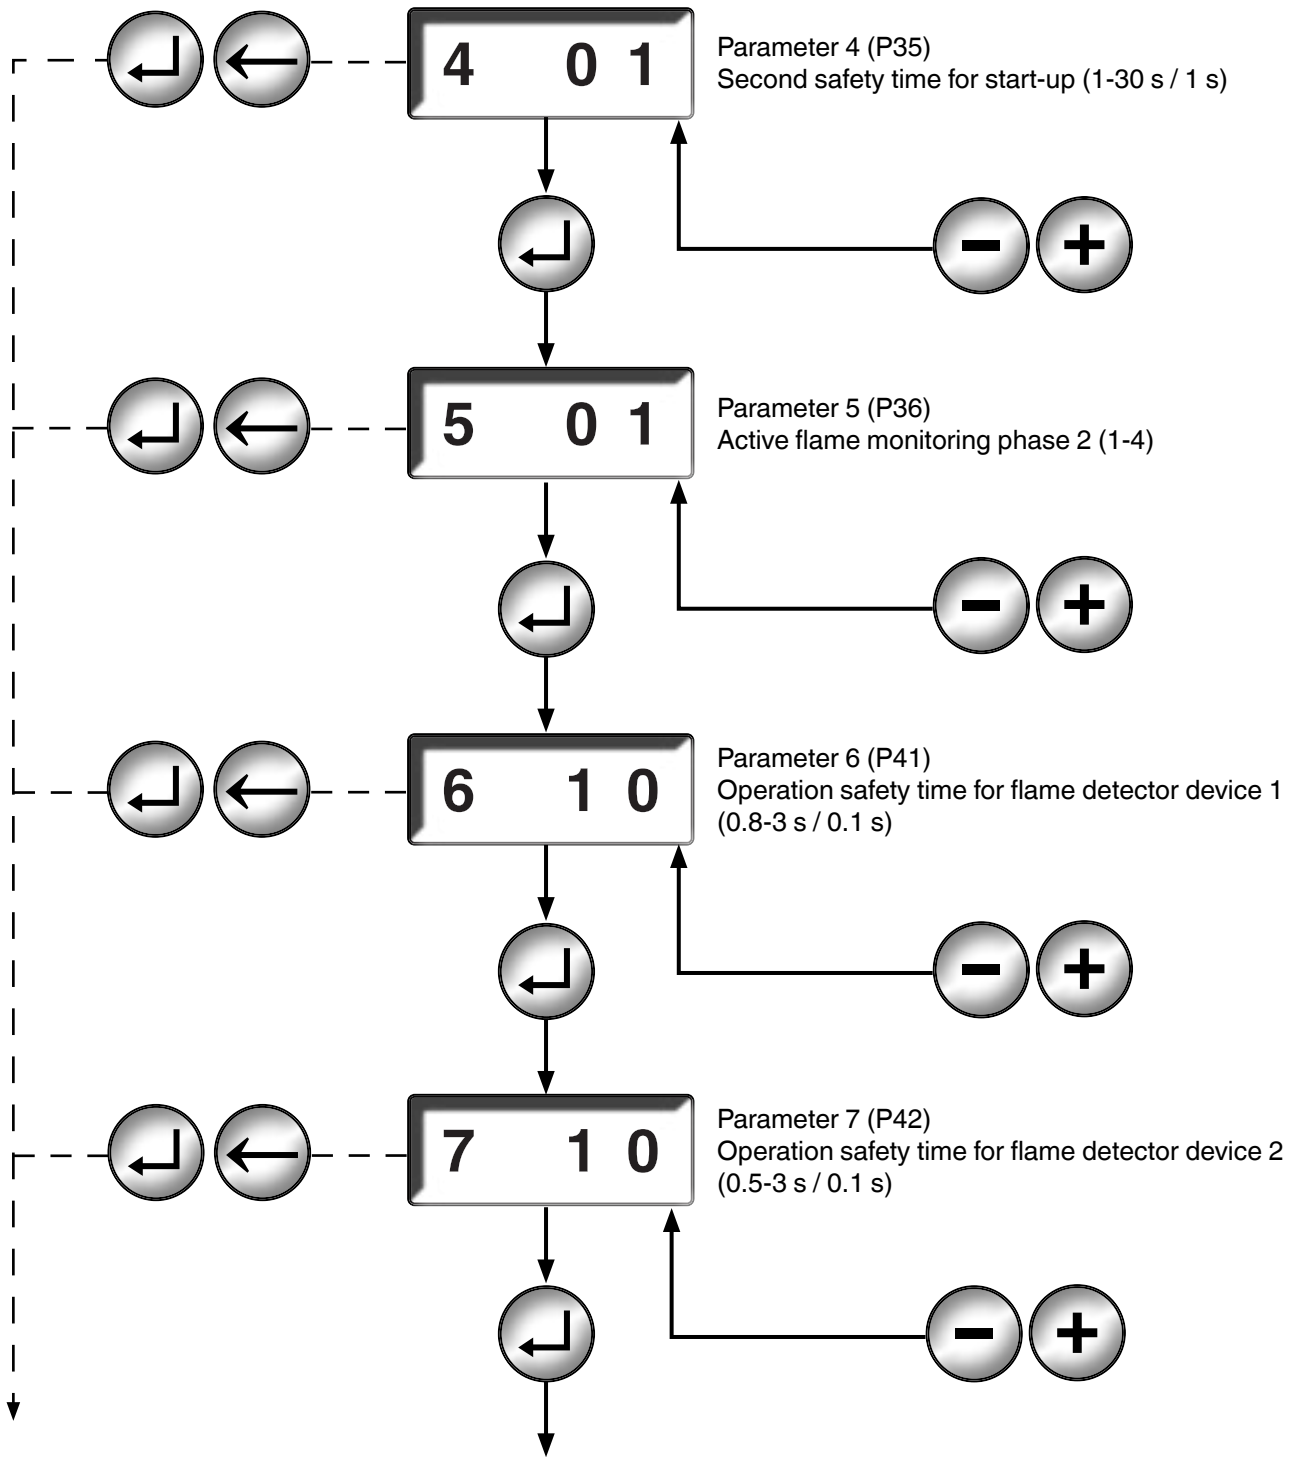 4 01
Parameter 4 (P35)
Second safety time for start-up (1-30 s / 1 s)
5 01
Parameter 5 (P36)
Active flame monitoring phase 2 (1-4)
6 10
Parameter 6 (P41)
Operation safety time for flame detector device 1
(0.8-3 s / 0.1 s)
7 10
Parameter 7 (P42)
Operation safety time for flame detector device 2
(0.5-3 s / 0.1 s)